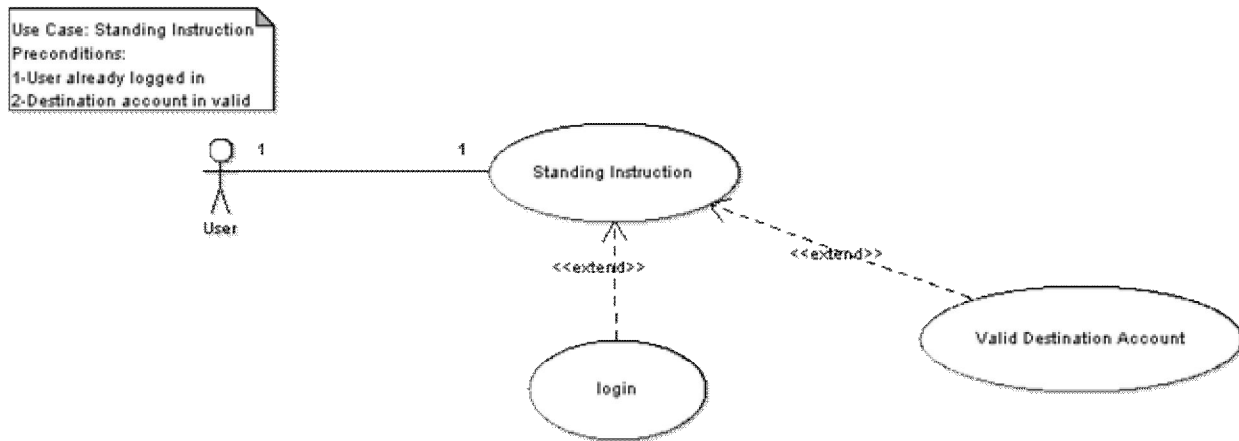 Use Case: Standing Instruction
Preconditions:
1-User already logged in
2-Destination account in valid
1
1
Standing Instruction
User
<<extend>>
<<extend>>
Valid Destination Account
login